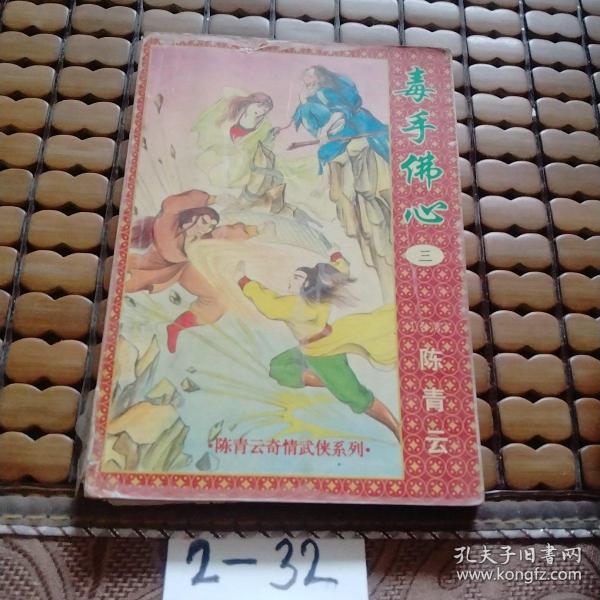 毒手佛心
三
陈青云
·陈青云奇情武侠系列·
2-32
孔夫子旧书网
www.kongfz.com